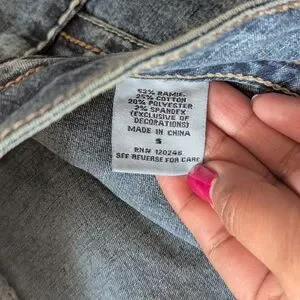 52% RAMIE,
25% COTTON
20% POLYESTER
2% SPANDEX
(EXCLUSIVE OF
DECORATIONS)
MADE IN CHINA
S
RN# 120246
SEE REVERSE FOR CARE